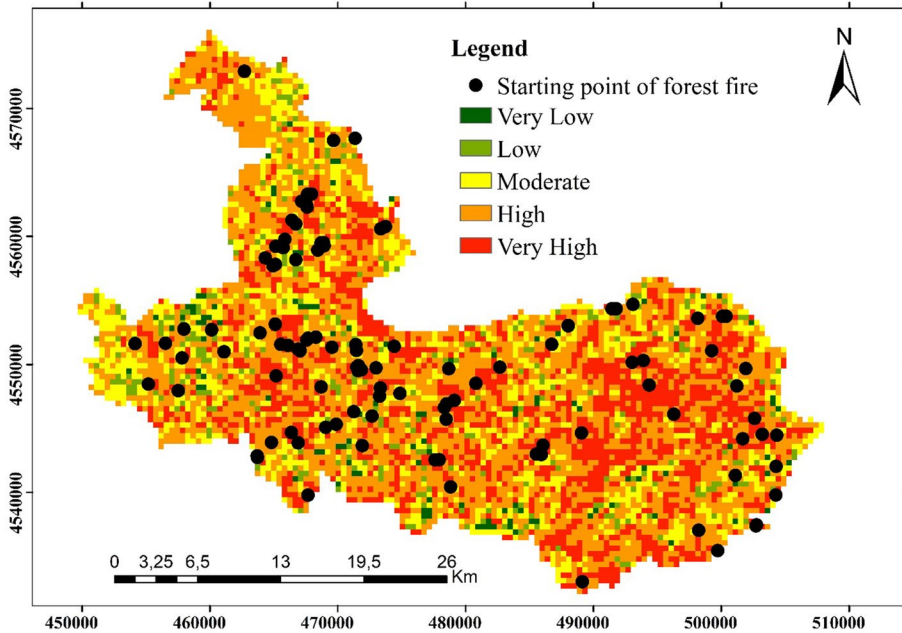 Legend
N
Starting point of forest fire
Very Low
Low
Moderate
High
Very High
4570000
4560000
4550000
4540000
0 3,25 6,5 13 19,5 26
Km
450000 460000 470000 480000 490000 500000 510000